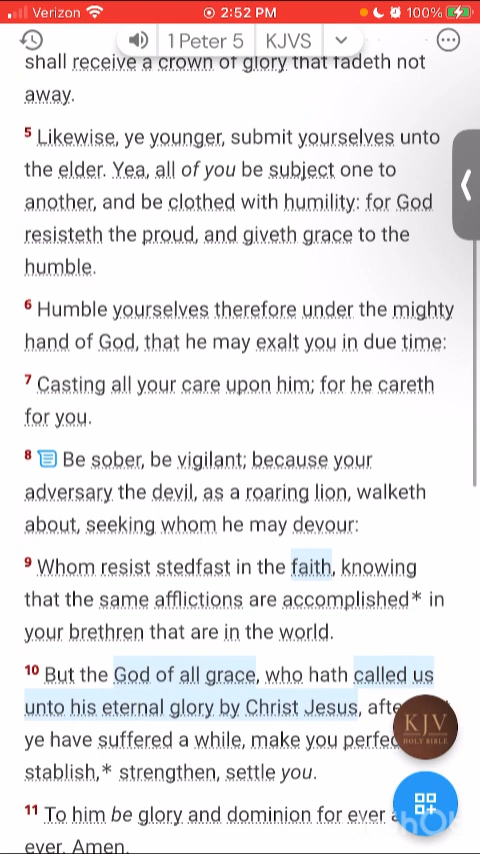 Verizon 2:52 PM 100%
1 Peter 5 KJVS
shall receive a crown of glory that fadeth not
away.
5 Likewise, ye younger, submit yourselves unto
the elder. Yea, all of you be subject one to
another, and be clothed with humility: for God
resisteth the proud, and giveth grace to the
humble.
6 Humble yourselves therefore under the mighty
hand of God, that he may exalt you in due time:
7 Casting all your care upon him; for he careth
for you.
8 Be sober, be vigilant; because your
adversary the devil, as a roaring lion, walketh
about, seeking whom he may devour:
9 Whom resist stedfast in the faith, knowing
that the same afflictions are accomplished* in
your brethren that are in the world.
10 But the God of all grace, who hath called us
unto his eternal glory by Christ Jesus, afte
ye have suffered a while, make you perfec
KJV
HOLY BIBLE
stablish,* strengthen, settle you.
11 To him be glory and dominion for ever a
ever. Amen.